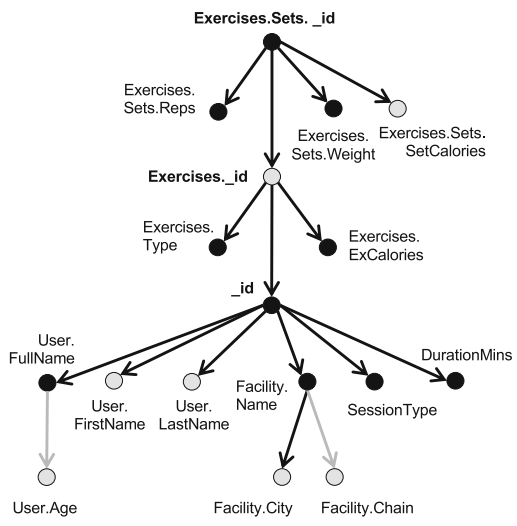 Exercises.Sets. _id
Exercises.
Sets.Reps
Exercises.
Sets.Weight
Exercises.Sets.
SetCalories
Exercises._id
Exercises.
Type
Exercises.
ExCalories
_id
User.
FullName
User.
FirstName
User.
LastName
Facility.
Name
SessionType
DurationMins
User.Age
Facility.City
Facility.Chain